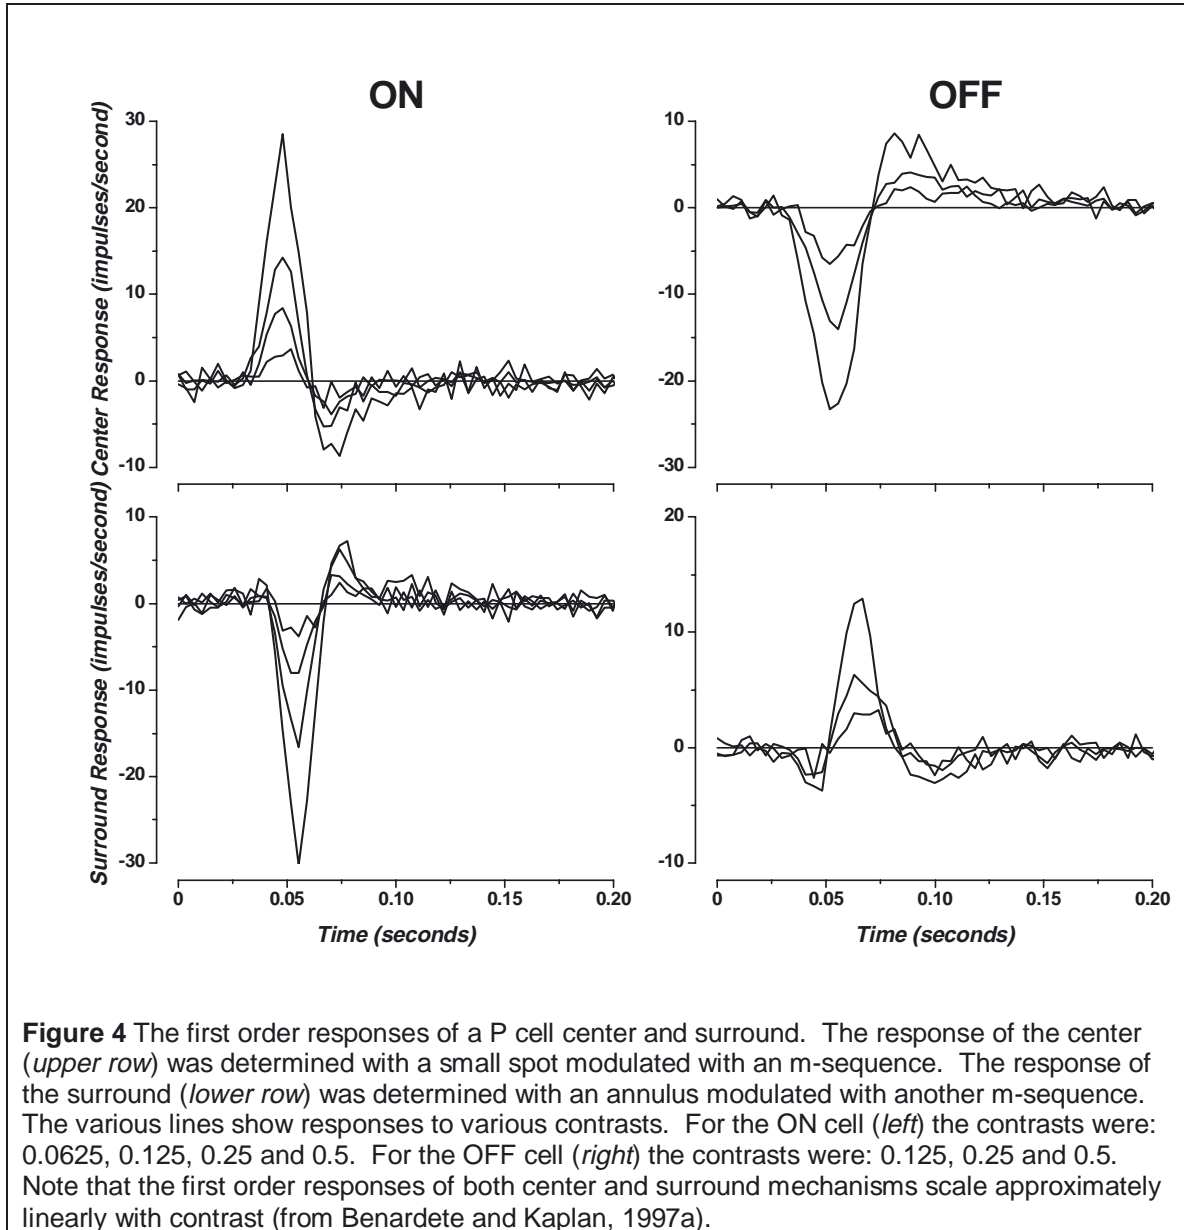 ON
OFF
Center Response (impulses/second)
30
20
10
0
-10
10
0
-10
-20
-30
Surround Response (impulses/second)
10
0
-10
-20
-30
0
0.05
0.10
0.15
0.20
Time (seconds)
20
10
0
-10
0
0.05
0.10
0.15
0.20
Time (seconds)
Figure 4 The first order responses of a P cell center and surround. The response of the center
(upper row) was determined with a small spot modulated with an m-sequence. The response of
the surround (lower row) was determined with an annulus modulated with another m-sequence.
The various lines show responses to various contrasts. For the ON cell (left) the contrasts were:
0.0625, 0.125, 0.25 and 0.5. For the OFF cell (right) the contrasts were: 0.125, 0.25 and 0.5.
Note that the first order responses of both center and surround mechanisms scale approximately
linearly with contrast (from Benardete and Kaplan, 1997a).